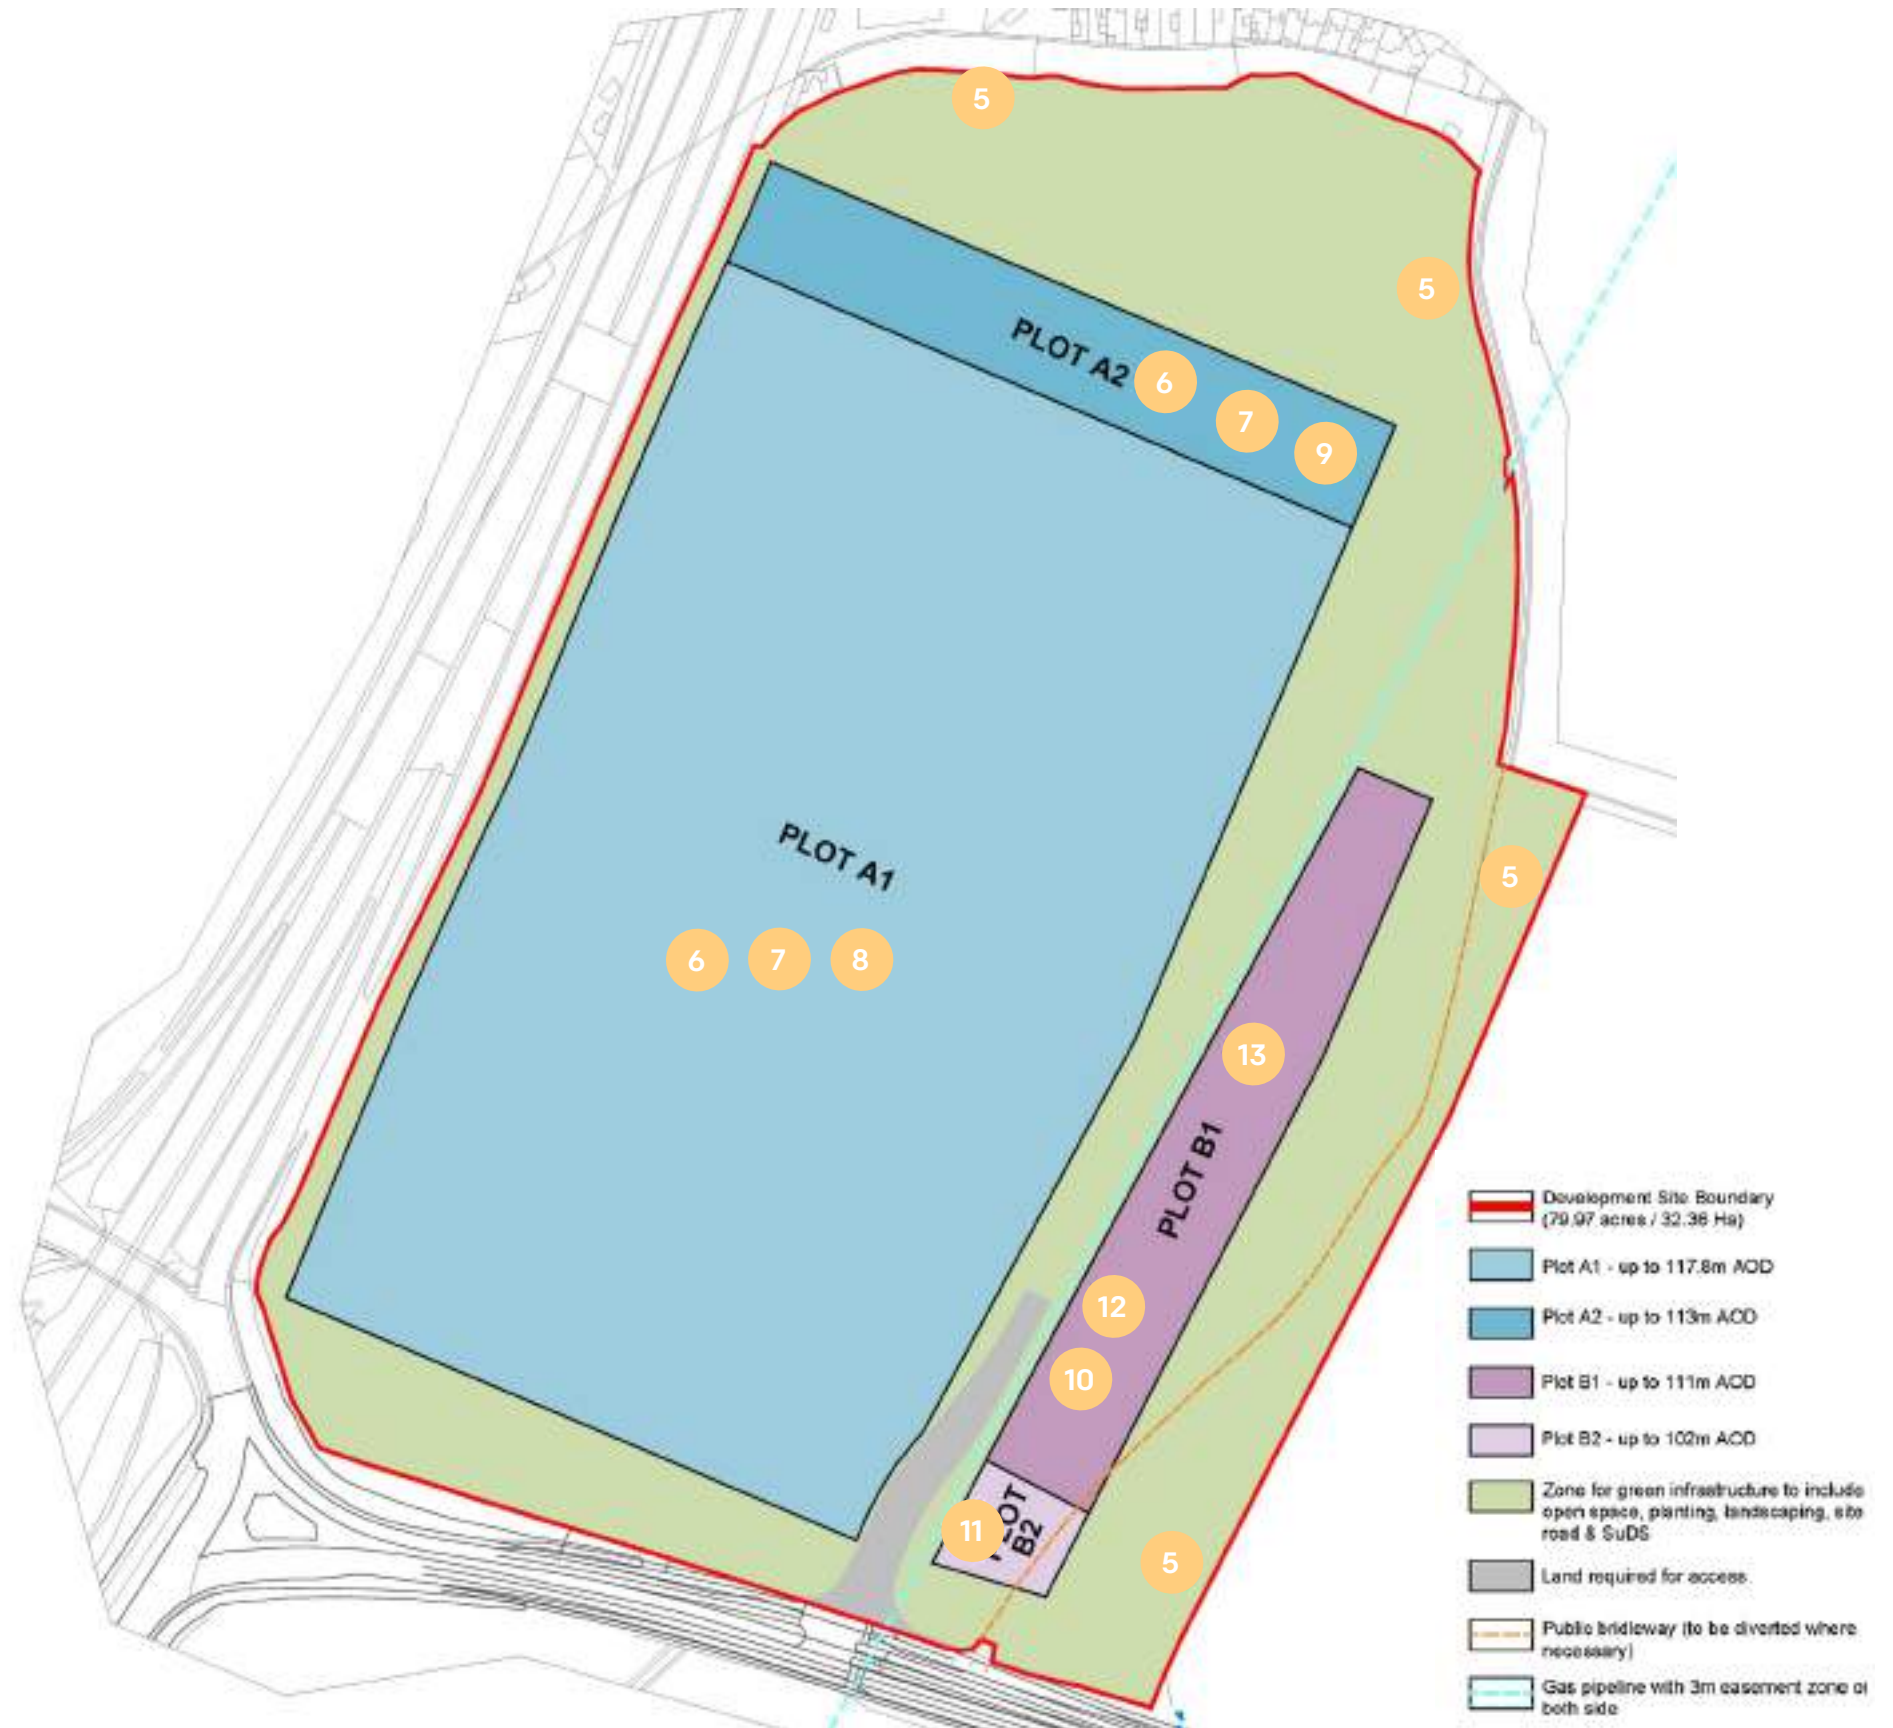 5
5
PLOT A2
6
7
9
PLOT A1
5
6 7 8
13
PLOT B1
12
10
PLOT
B2
11
5
Development Site Boundary
(79.97 acres / 32.36 Ha)
Plot A1 - up to 117.8m AOD
Plot A2 - up to 113m AOD
Plot B1 - up to 111m AOD
Plot B2 - up to 102m AOD
Zone for green infrastructure to include
open space, planting, landscaping, site
road & SuDS
Land required for access
Public bridleway (to be diverted where
necessary)
Gas pipeline with 3m easement zone o
both side